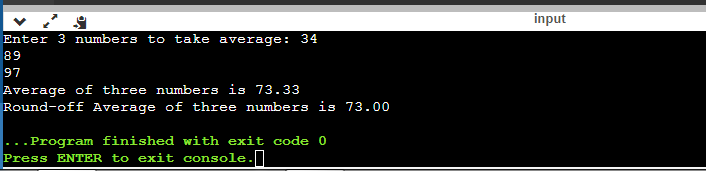 input
Enter 3 numbers to take average: 34
89
97
Average of three numbers is 73.33
Round-off Average of three numbers is 73.00
...Program finished with exit code 0
Press ENTER to exit console.